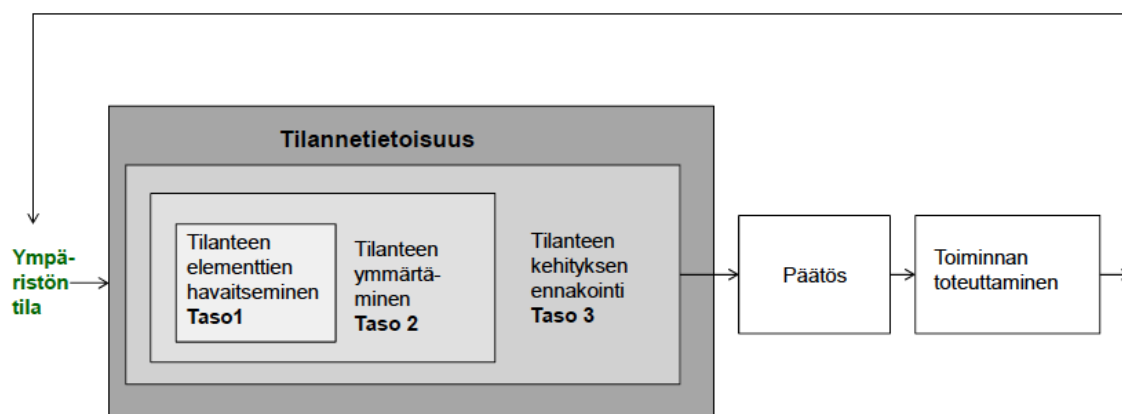 Tilannetietoisuus
Ympä-
ristön
tila
Tilanteen
elementtien
havaitseminen
Taso1
Tilanteen
ymmärtä-
minen
Taso 2
Tilanteen
kehityksen
ennakointi
Taso 3
Päätös
Toiminnan
toteuttaminen